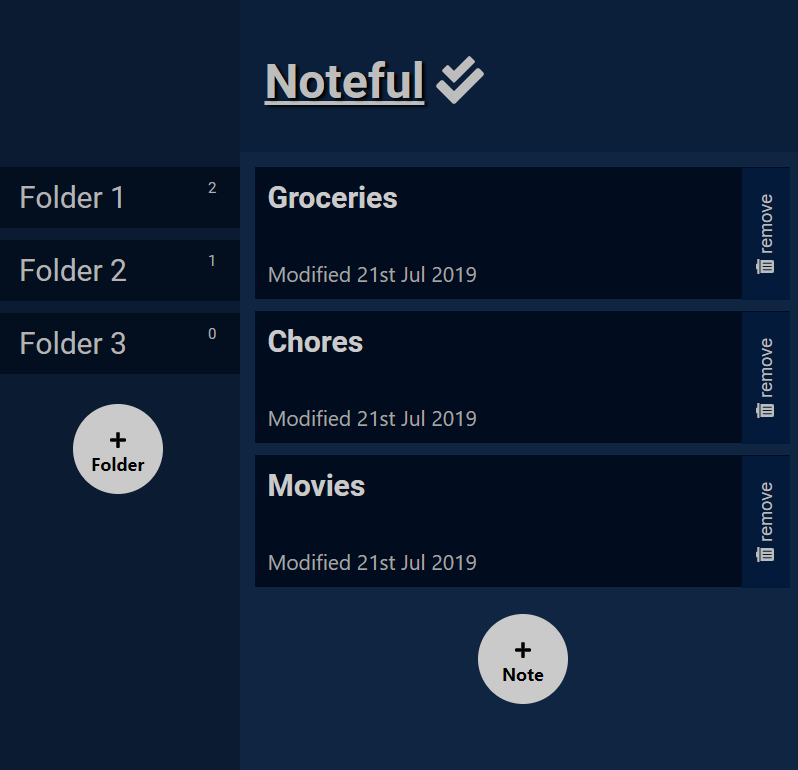 Noteful
Folder 1 2
Folder 2 1
Folder 3 0
+
Folder
Groceries
Modified 21st Jul 2019
remove
Chores
Modified 21st Jul 2019
remove
Movies
Modified 21st Jul 2019
remove
+
Note